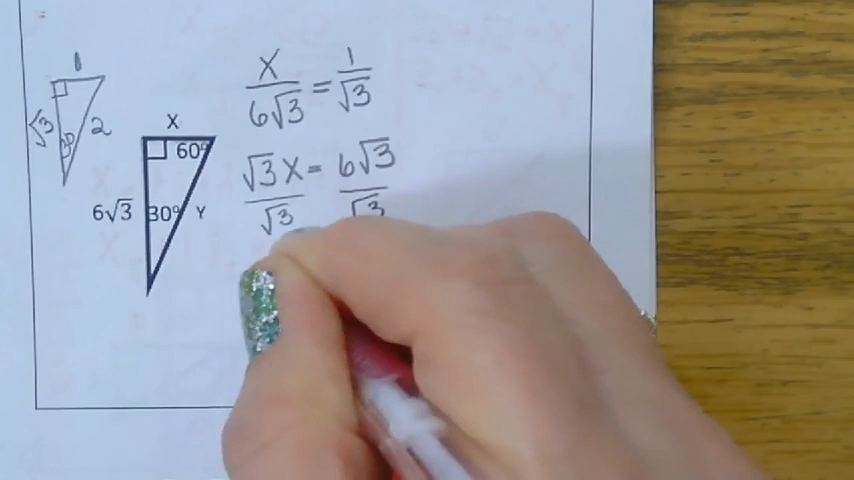 1
√3
30
2
X
60°
6√3
30°
Y
X/6√3 = 1/√3
√3X/√3 = 6√3/√3